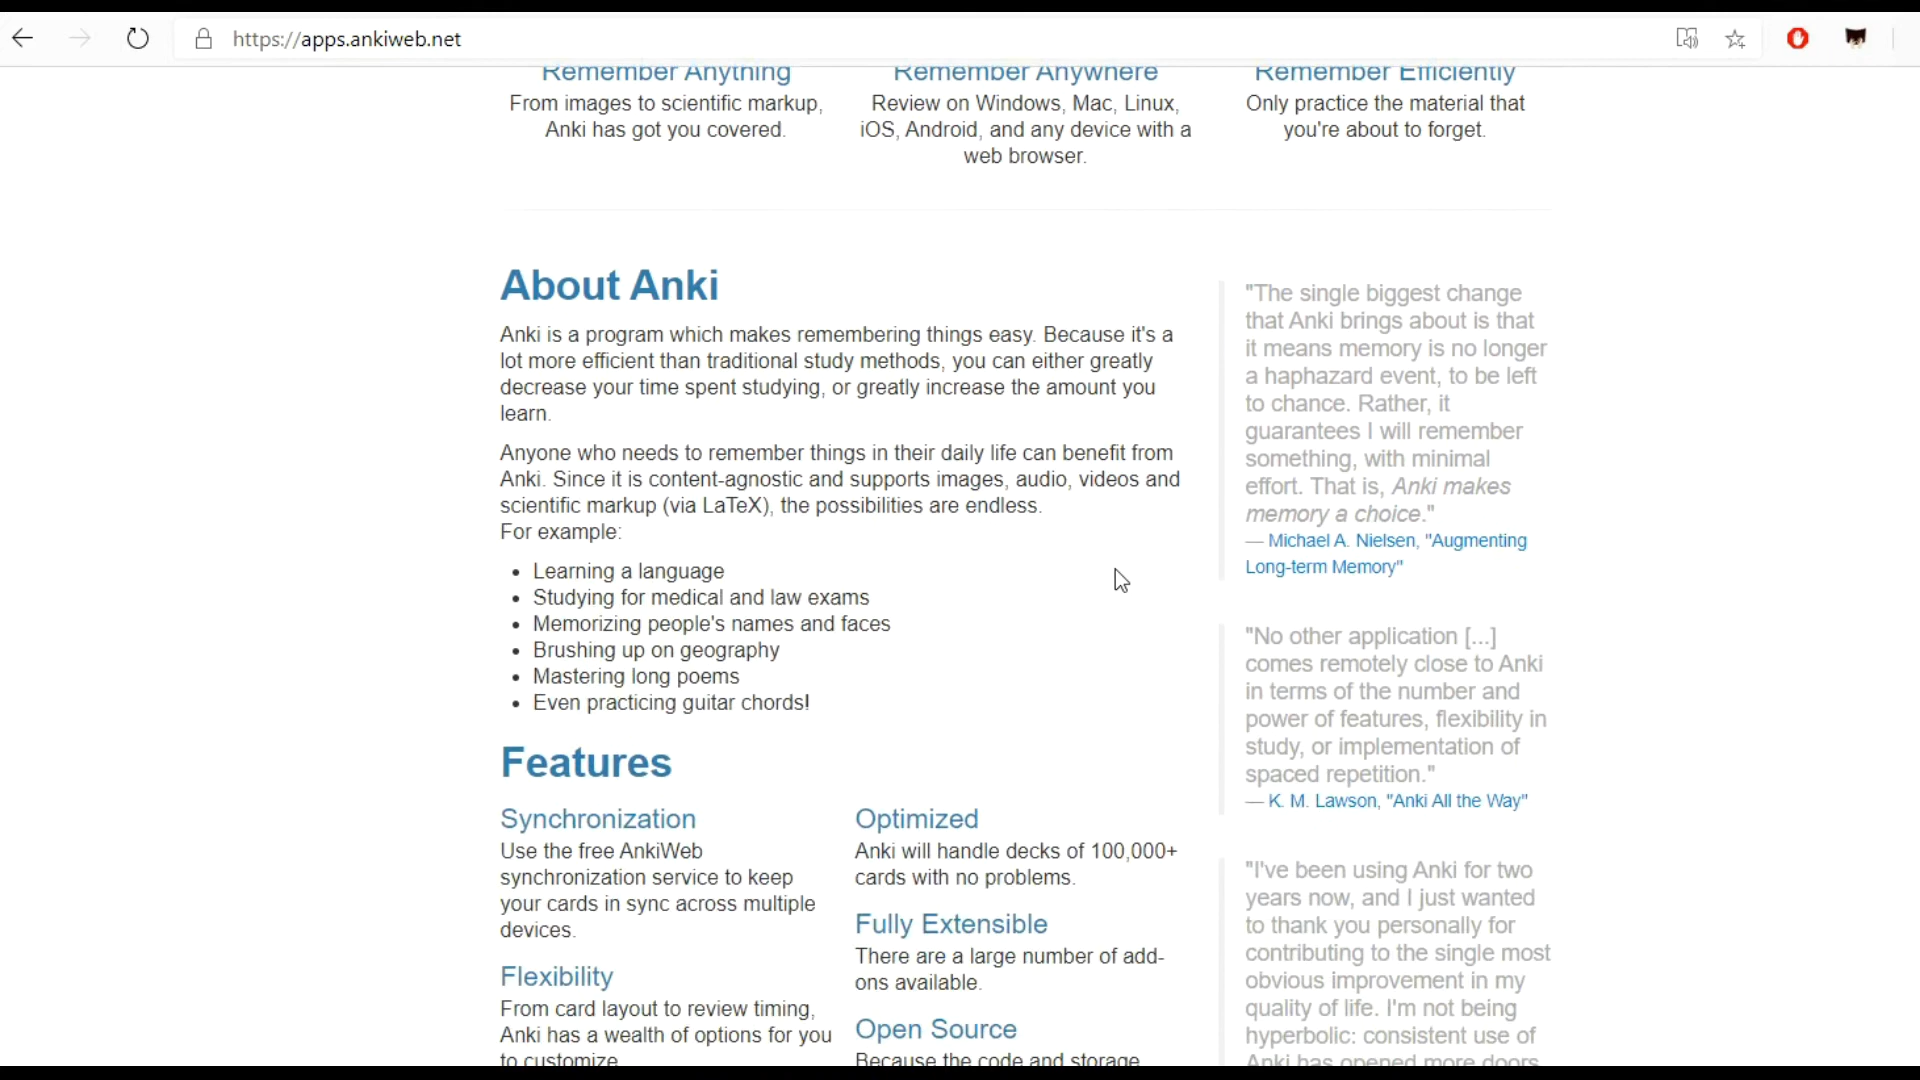 https://apps.ankiweb.net
Remember Anything
From images to scientific markup,
Anki has got you covered.
Remember Anywhere
Review on Windows, Mac, Linux,
iOS, Android, and any device with a
web browser.
Remember Efficiently
Only practice the material that
you're about to forget.
About Anki
Anki is a program which makes remembering things easy. Because it's a
lot more efficient than traditional study methods, you can either greatly
decrease your time spent studying, or greatly increase the amount you
learn.
Anyone who needs to remember things in their daily life can benefit from
Anki. Since it is content-agnostic and supports images, audio, videos and
scientific markup (via LaTeX), the possibilities are endless.
For example:
• Learning a language
• Studying for medical and law exams
• Memorizing people's names and faces
• Brushing up on geography
• Mastering long poems
• Even practicing guitar chords!
Features
Synchronization
Use the free AnkiWeb
synchronization service to keep
your cards in sync across multiple
devices.
Flexibility
From card layout to review timing,
Anki has a wealth of options for you
to customize.
Optimized
Anki will handle decks of 100,000+
cards with no problems.
Fully Extensible
There are a large number of add-
ons available.
Open Source
Because the code and storage
"The single biggest change
that Anki brings about is that
it means memory is no longer
a haphazard event, to be left
to chance. Rather, it
guarantees I will remember
something, with minimal
effort. That is, Anki makes
memory a choice."
— Michael A. Nielsen, "Augmenting
Long-term Memory"
"No other application [...]
comes remotely close to Anki
in terms of the number and
power of features, flexibility in
study, or implementation of
spaced repetition."
— K. M. Lawson, "Anki All the Way"
"I've been using Anki for two
years now, and I just wanted
to thank you personally for
contributing to the single most
obvious improvement in my
quality of life. I'm not being
hyperbolic: consistent use of
Anki has opened more doors